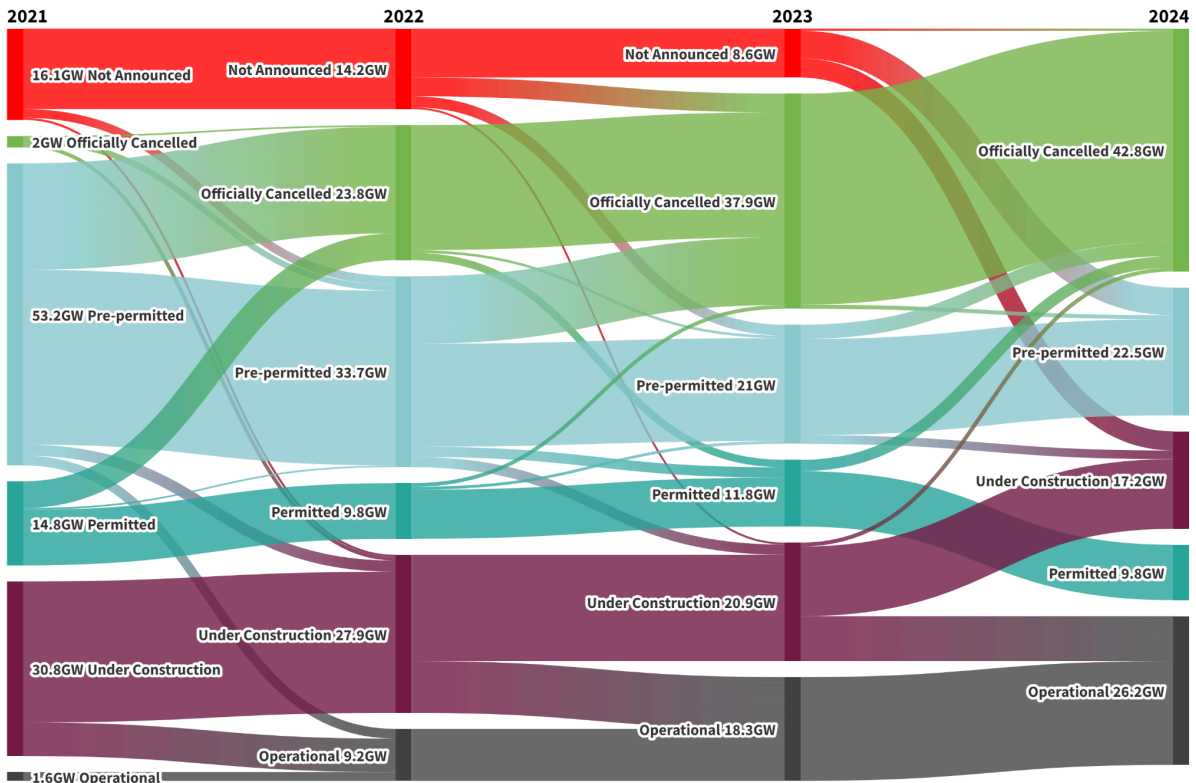 2021
2022
2023
2024
16.1GW Not Announced
2GW Officially Cancelled
53.2GW Pre-permitted
14.8GW Permitted
30.8GW Under Construction
1.6GW Operational
Not Announced 14.2GW
Officially Cancelled 23.8GW
Pre-permitted 33.7GW
Permitted 9.8GW
Under Construction 27.9GW
Operational 9.2GW
Not Announced 8.6GW
Officially Cancelled 37.9GW
Pre-permitted 21GW
Permitted 11.8GW
Under Construction 20.9GW
Operational 18.3GW
Officially Cancelled 42.8GW
Pre-permitted 22.5GW
Under Construction 17.2GW
Permitted 9.8GW
Operational 26.2GW